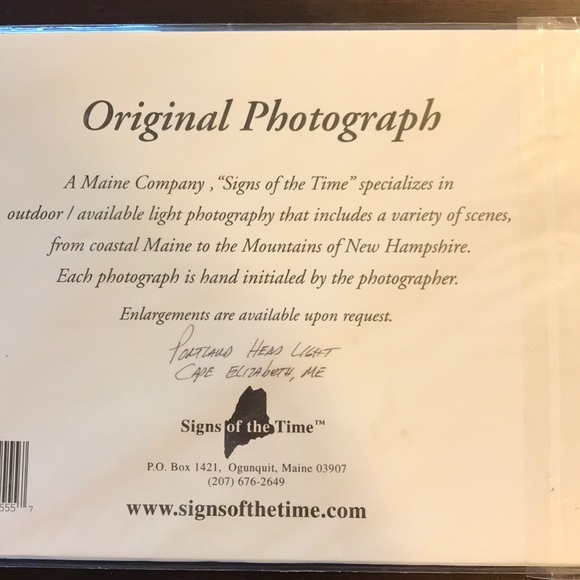 Original Photograph
A Maine Company , “Signs of the Time” specializes in
outdoor / available light photography that includes a variety of scenes,
from coastal Maine to the Mountains of New Hampshire.
Each photograph is hand initialed by the photographer.
Enlargements are available upon request.
Portland Head Light
Cape Elizabeth, ME
Signs of the Time™
P.O. Box 1421, Ogunquit, Maine 03907
(207) 676-2649
555 7
www.signsofthetime.com